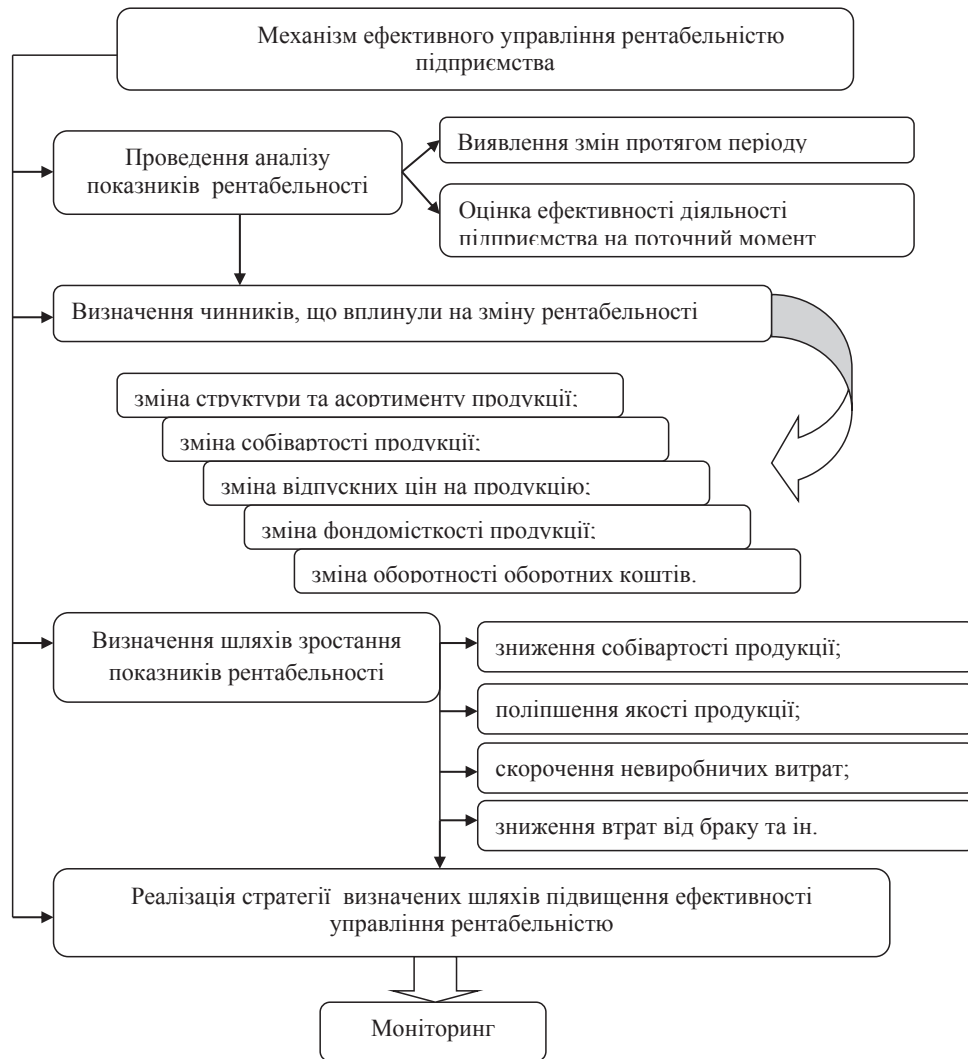 Механізм ефективного управління рентабельністю
підприємства
Проведення аналізу
показників рентабельності
Виявлення змін протягом періоду
Оцінка ефективності діяльності
підприємства на поточний момент
Визначення чинників, що вплинули на зміну рентабельності
зміна структури та асортименту продукції;
зміна собівартості продукції;
зміна відпускних цін на продукцію;
зміна фондомісткості продукції;
зміна оборотності оборотних коштів.
Визначення шляхів зростання
показників рентабельності
зниження собівартості продукції;
поліпшення якості продукції;
скорочення невиробничих витрат;
зниження втрат від браку та ін.
Реалізація стратегії визначених шляхів підвищення ефективності
управління рентабельністю
Моніторинг